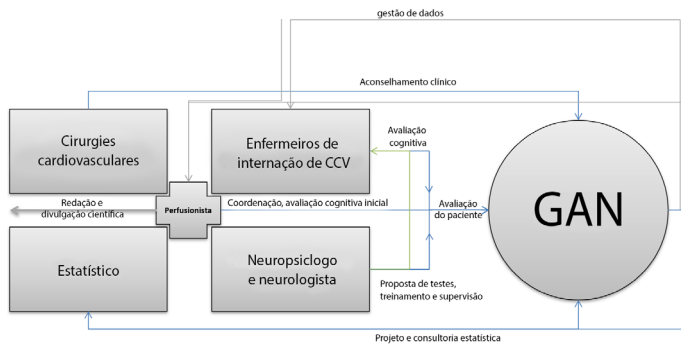 gestão de dados
Aconselhamento clínico
Cirurgies
cardiovasculares
Enfermeiros de
internação de CCV
Avaliação
cognitiva
GAN
Redação e
divulgação científica
Perfusionista
Coordenação, avaliação cognitiva inicial
Avaliação
do paciente
Estatístico
Neuropsiclogo
e neurologista
Proposta de testes,
treinamento e supervisão
Projeto e consultoria estatística